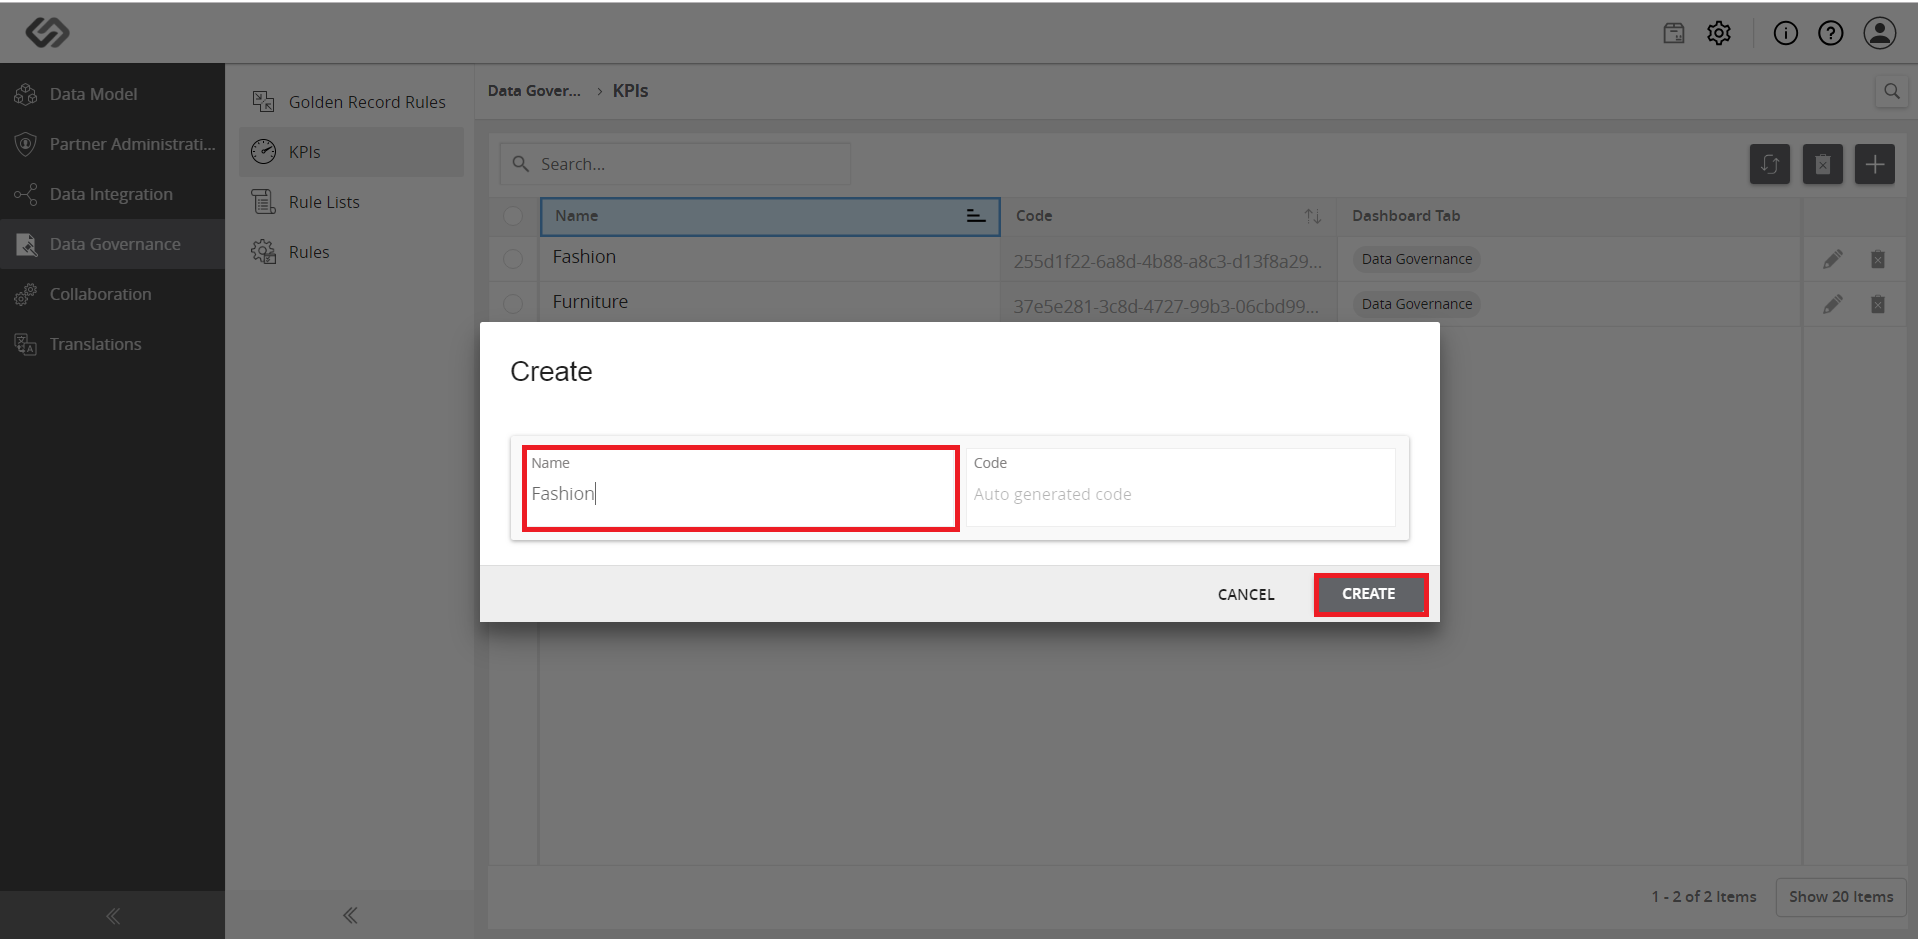 Data Model
Partner Administrati...
Data Integration
Data Governance
Collaboration
Translations
Golden Record Rules
KPIs
Rule Lists
Rules
Data Gover... › KPIs
Search...
Name Code Dashboard Tab
Fashion 255d1f22-6a8d-4b88-a8c3-d13f8a29... Data Governance
Furniture 37e5e281-3c8d-4727-99b3-06cbd99... Data Governance
Create
Name
Fashion
Code
Auto generated code
CANCEL CREATE
1 - 2 of 2 Items Show 20 Items